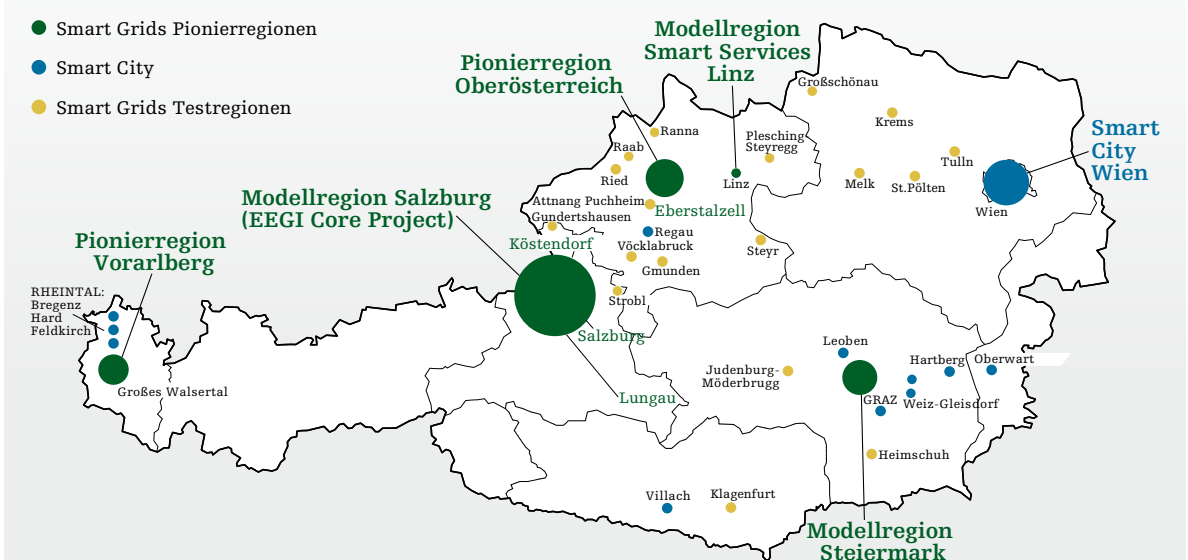 Smart Grids Pionierregionen
Smart City
Smart Grids Testregionen
Modellregion
Smart Services
Linz
Pionierregion
Oberösterreich
Großschönau
Krems
Ranna
Plesching
Steyregg
Raab
Ried
Linz
Tulln
Melk
St.Pölten
Smart
City
Wien
Wien
Modellregion Salzburg
(EEGI Core Project)
Attnang Puchheim
Eberstalzell
Gundertshausen
Regau
Köstendorf
Vöcklabruck
Steyr
Gmunden
Strobl
Salzburg
Lungau
Pionierregion
Vorarlberg
RHEINTAL:
Bregenz
Hard
Feldkirch
Großes Walsertal
Leoben
Hartberg
Oberwart
Judenburg-
Möderbrugg
GRAZ
Weiz-Gleisdorf
Heimschuh
Villach
Klagenfurt
Modellregion
Steiermark